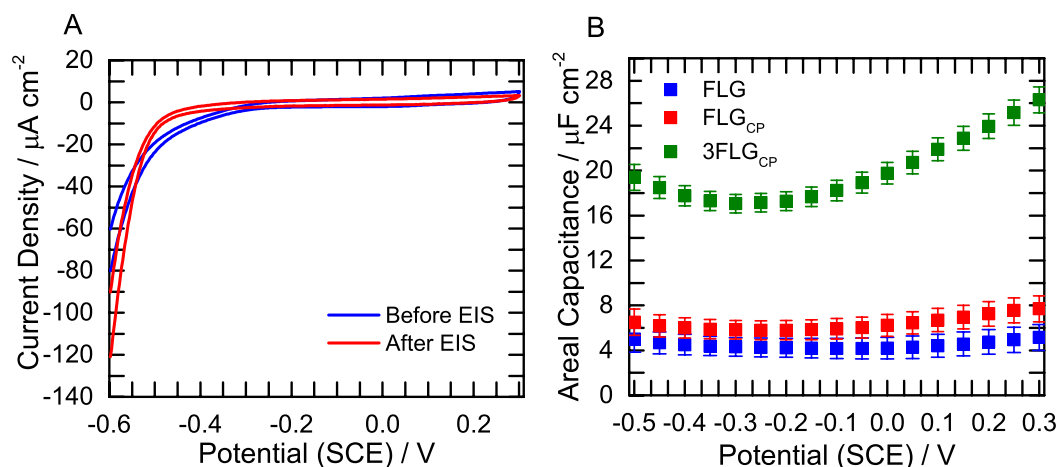 A
Current Density / μA cm-2
20
0
-20
-40
-60
-80
-100
-120
-140
-0.6 -0.4 -0.2 0.0 0.2
Potential (SCE) / V
Before EIS
After EIS
B
Areal Capacitance / μF cm-2
28
24
20
16
12
8
4
0
-0.5 -0.4 -0.3 -0.2 -0.1 0.0 0.1 0.2 0.3
Potential (SCE) / V
FLG
FLGCP
3FLGCP